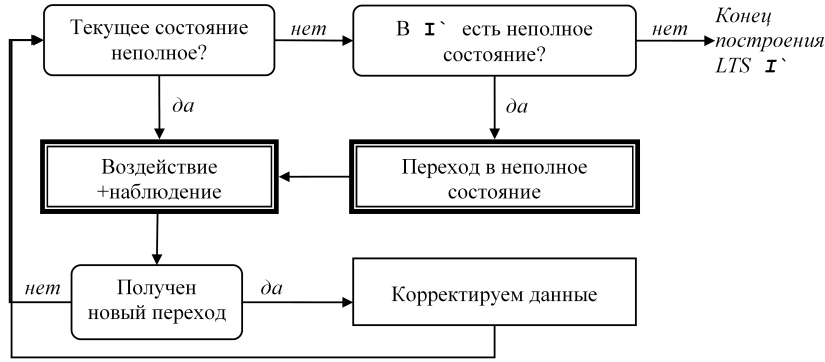 Текущее состояние
неполное?
нет
В I` есть неполное
состояние?
нет
Конец
построения
LTS I`
да
да
Воздействие
+наблюдение
Переход в неполное
состояние
нет
Получен
новый переход
да
Корректируем данные